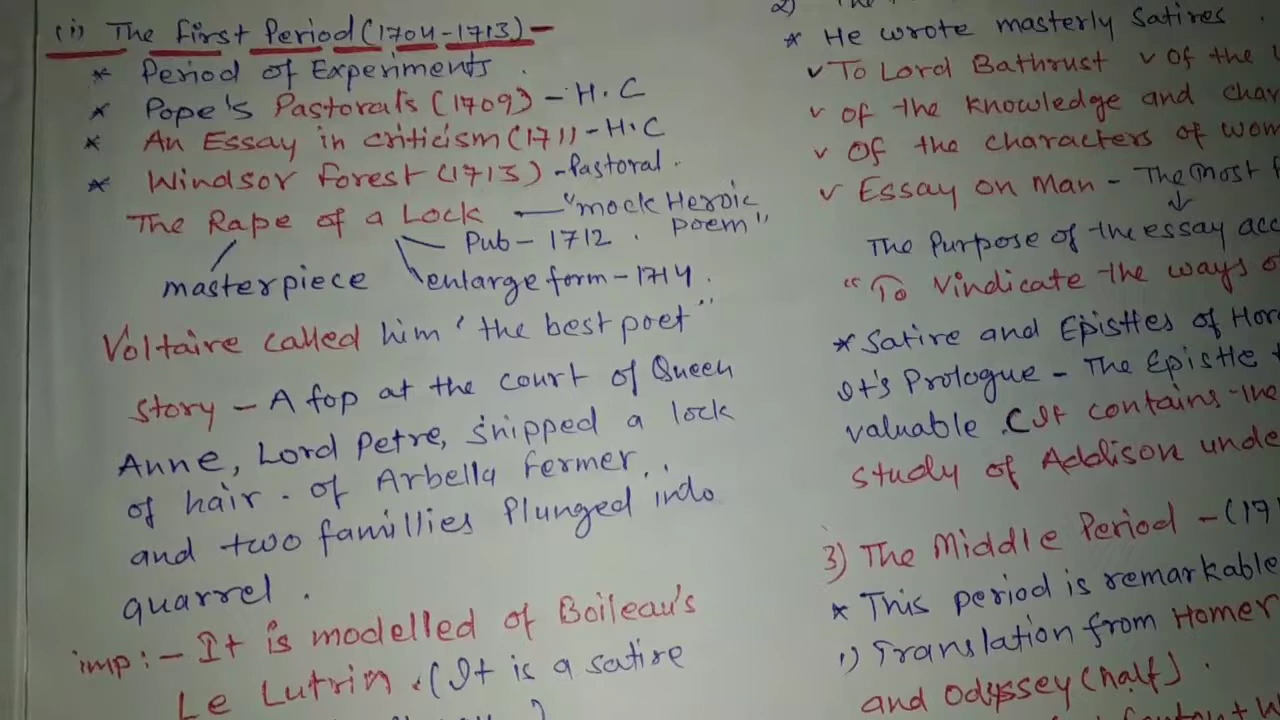 (i) The First Period (1704-1713) -
* Period of Experiments.
* Pope's Pastorals (1709) - H.C
* An Essay in criticism (1711) - H.C
* Windsor Forest (1713) - Pastoral.
The Rape of a Lock — "mock Heroic poem"
Pub - 1712.
masterpiece
enlarge form - 1714.
Voltaire called him 'the best poet"
Story - A fop at the court of Queen
Anne, Lord Petre, snipped a lock
of hair. of Arbella Fermer..
and two famillies Plunged into
quarrel.
imp:- It is modelled of Boileau's
Le Lutrin. (It is a satire
2) The
* He wrote masterly Satires.
✓ To Lord Bathrust ✓ Of the
✓ of the Knowledge and
✓ Of the characters of
✓ Essay on Man - The Most
The Purpose of the essay
"To Vindicate the ways
* Satire and Epistles of
It's Prologue - The Epistle
valuable. (It contains the
study of Addison
3) The Middle Period - (17
* This period is remarkable
1) Translation from Homer
and Odyssey (half).